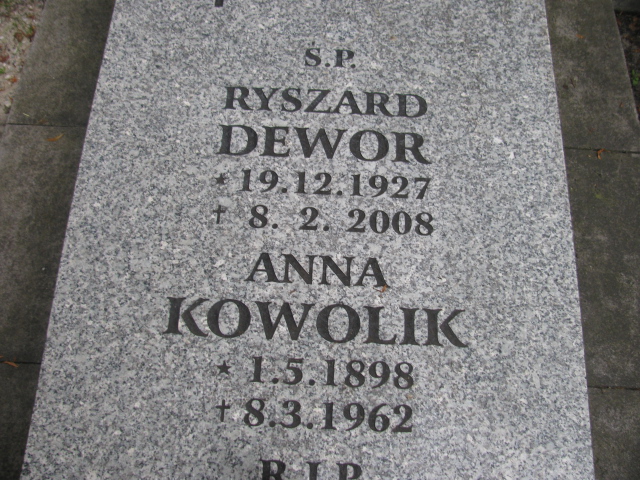 Ś.P.
RYSZARD
DEWOR
* 19.12.1927
† 8. 2. 2008
ANNA
KOWOLIK
* 1.5.1898
† 8.3.1962
R.I.P.